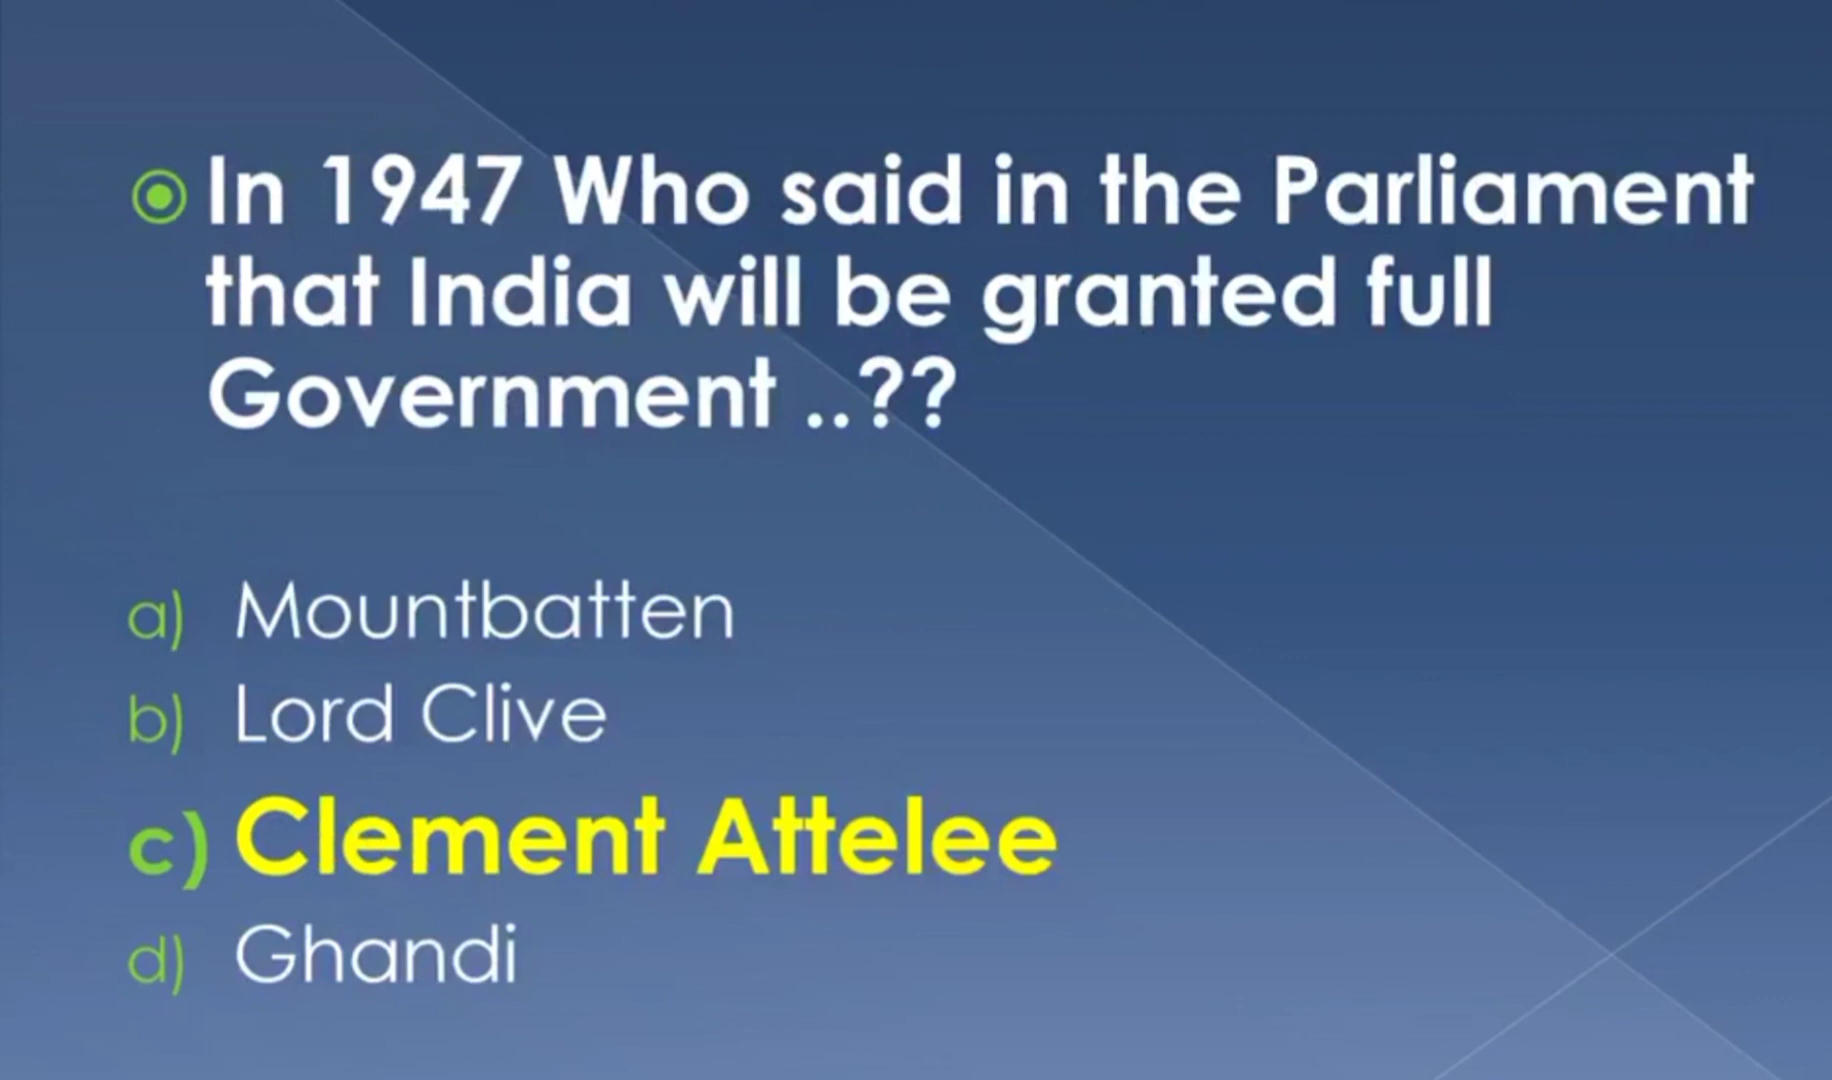 In 1947 Who said in the Parliament
that India will be granted full
Government ..??
a) Mountbatten
b) Lord Clive
c) Clement Attelee
d) Ghandi